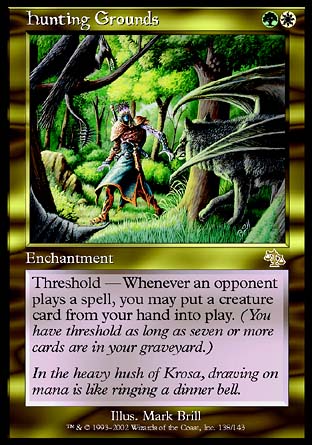 Hunting Grounds
Enchantment
Threshold — Whenever an opponent
plays a spell, you may put a creature
card from your hand into play. (You
have threshold as long as seven or more
cards are in your graveyard.)
In the heavy hush of Krosa, drawing on
mana is like ringing a dinner bell.
Illus. Mark Brill
™ & © 1993–2002 Wizards of the Coast, Inc. 138/143